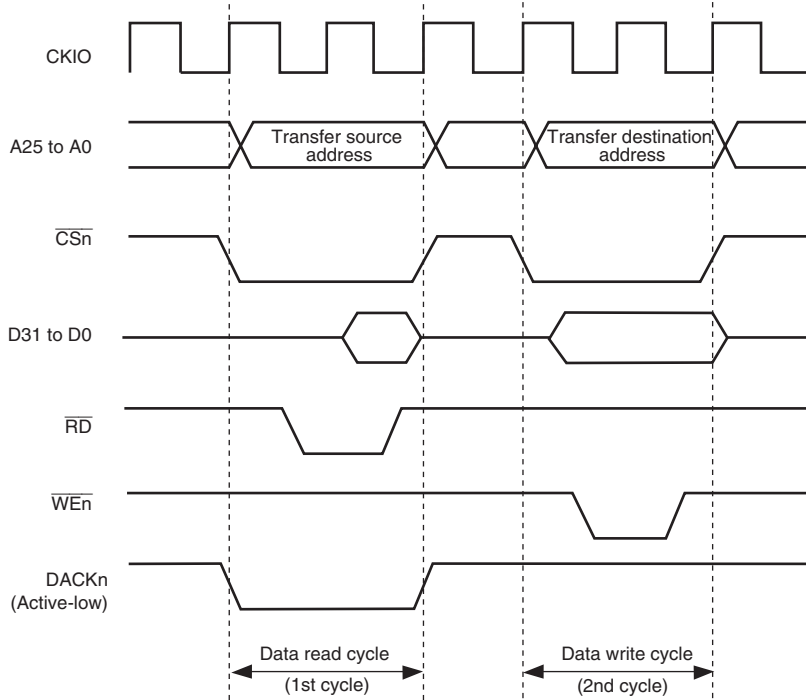 CKIO
A25 to A0
Transfer source
address
Transfer destination
address
CSn
D31 to D0
RD
WEn
DACKn
(Active-low)
Data read cycle
(1st cycle)
Data write cycle
(2nd cycle)